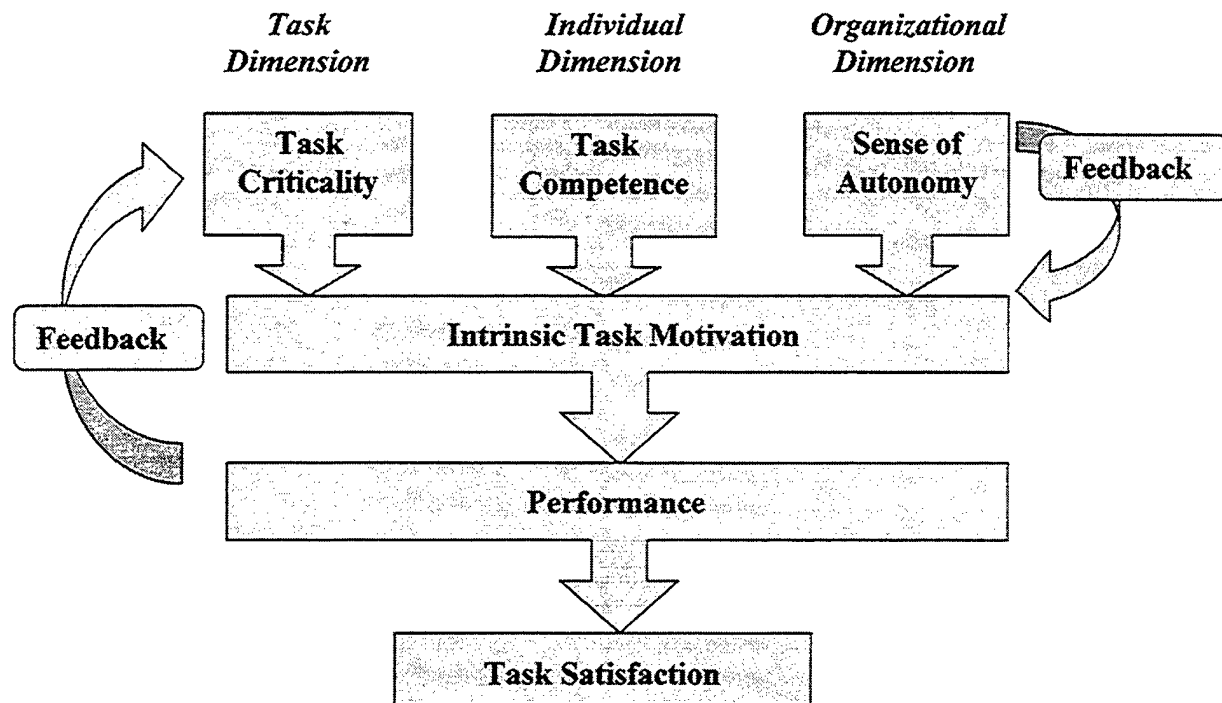 Task
Dimension
Individual
Dimension
Organizational
Dimension
Task
Criticality
Task
Competence
Sense of
Autonomy
Feedback
Feedback
Intrinsic Task Motivation
Performance
Task Satisfaction